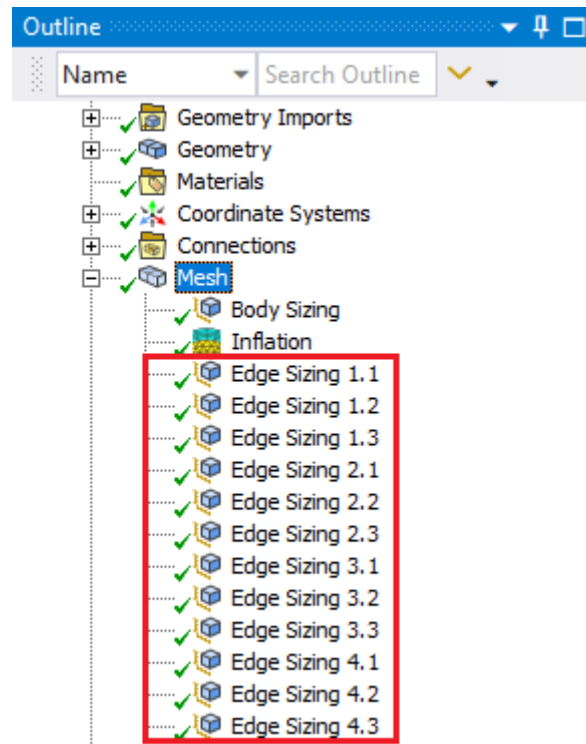 Outline
Name Search Outline
Geometry Imports
Geometry
Materials
Coordinate Systems
Connections
Mesh
Body Sizing
Inflation
Edge Sizing 1.1
Edge Sizing 1.2
Edge Sizing 1.3
Edge Sizing 2.1
Edge Sizing 2.2
Edge Sizing 2.3
Edge Sizing 3.1
Edge Sizing 3.2
Edge Sizing 3.3
Edge Sizing 4.1
Edge Sizing 4.2
Edge Sizing 4.3